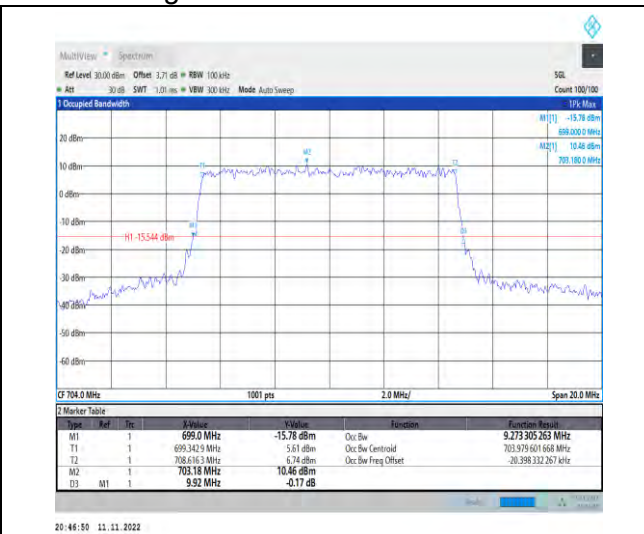 MultiView Spectrum
Ref Level 30.00 dBm Offset 3.71 dB RBW 100 kHz SGL
Att 30 dB SWT 1.01 ms VBW 300 kHz Mode Auto Sweep Count 100/100
1 Occupied Bandwidth 1Pk Max
M1[1] -15.78 dBm
698.000 0 MHz
M2[1] 10.46 dBm
703.180 0 MHz
20 dBm
M2
T1 T2
10 dBm
0 dBm
-10 dBm
M1 D3
H1 -15.544 dBm
-20 dBm
-30 dBm
-40 dBm
-50 dBm
-60 dBm
CF 704.0 MHz 1001 pts 2.0 MHz/ Span 20.0 MHz
2 Marker Table
Type Ref Trc X-Value Y-Value Function Function Result
M1 1 699.0 MHz -15.78 dBm Occ Bw 9.273 305 263 MHz
T1 1 699.342 9 MHz 5.61 dBm Occ Bw Centroid 703.979 601 668 MHz
T2 1 708.616 3 MHz 6.74 dBm Occ Bw Freq Offset -20.398 332 267 kHz
M2 1 703.18 MHz 10.46 dBm
D3 M1 1 9.92 MHz -0.17 dB
20:46:50 11.11.2022